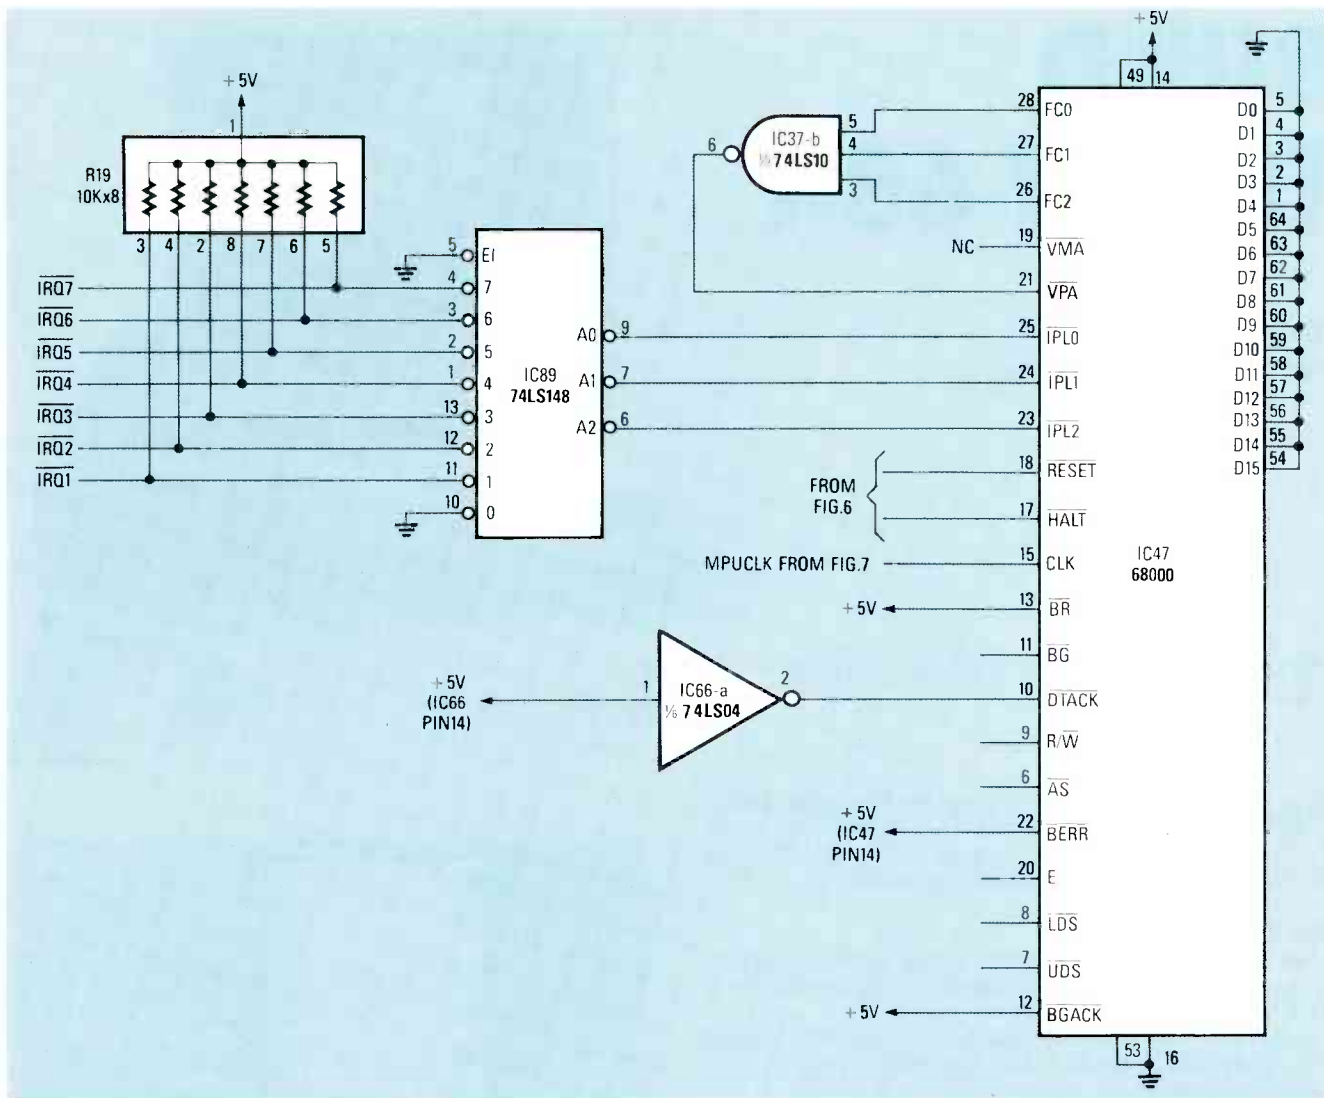 +5V
49 14
+5V
1
R19
10Kx8
3 4 2 8 7 6 5
IRQ7
IRQ6
IRQ5
IRQ4
IRQ3
IRQ2
IRQ1
5 EI
4 7
3 6
2 5
1 4
13 3
12 2
11 1
10 0
IC89
74LS148
A0 9
A1 7
A2 6
6
IC37-b
⅓ 74LS10
5
4
3
28 FC0
27 FC1
26 FC2
NC 19 VMA
21 VPA
25 IPL0
24 IPL1
23 IPL2
FROM
FIG.6
18 RESET
17 HALT
MPUCLK FROM FIG.7 15 CLK
+5V 13 BR
11 BG
+5V
(IC66
PIN14)
1
IC66-a
⅙ 74LS04
2
10 DTACK
9 R/W
6 AS
+5V
(IC47
PIN14)
22 BERR
20 E
8 LDS
7 UDS
+5V 12 BGACK
IC47
68000
D0 5
D1 4
D2 3
D3 2
D4 1
D5 64
D6 63
D7 62
D8 61
D9 60
D10 59
D11 58
D12 57
D13 56
D14 55
D15 54
53 16